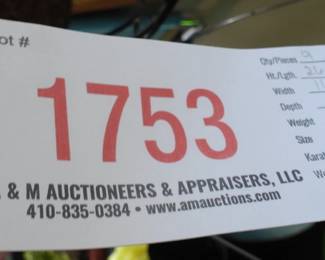 ot #
1753
& M AUCTIONEERS & APPRAISERS, LLC
410-835-0384 • www.amauctions.com
Qty/Pieces 9
Ht./Lgth.
Width
Depth
Weight
Size
Karat